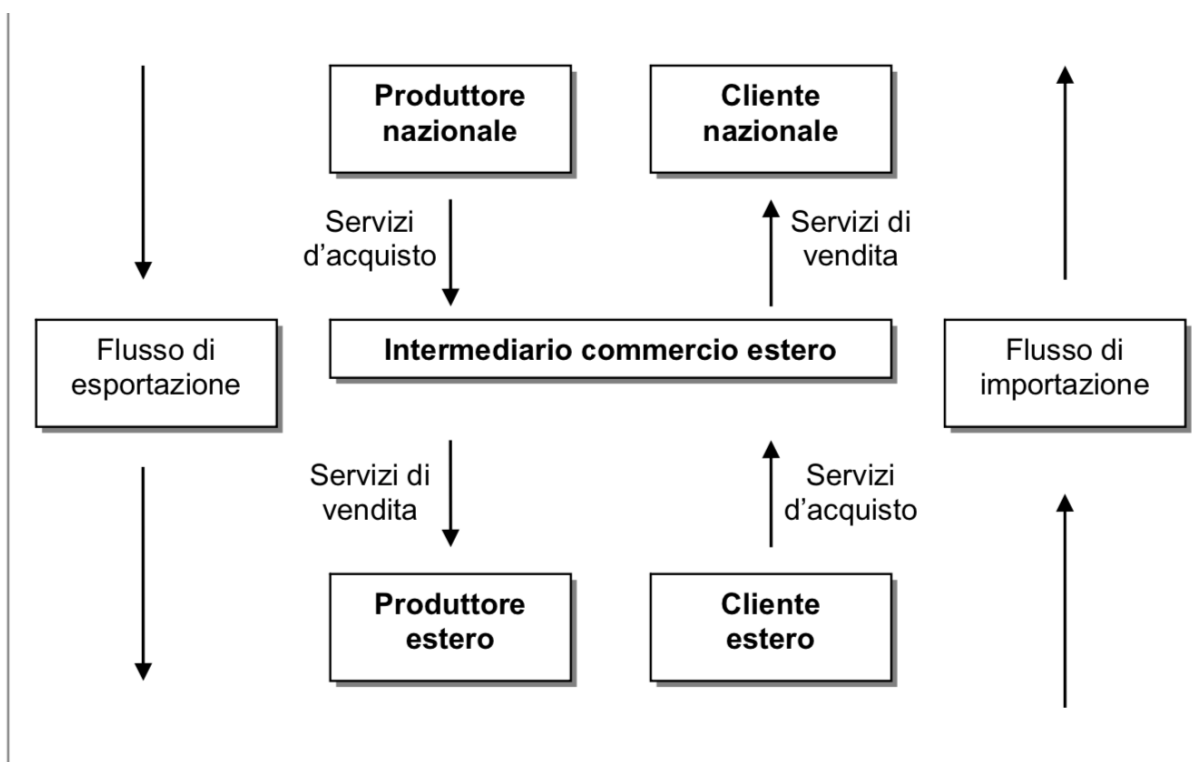 Produttore
nazionale
Cliente
nazionale
Servizi
d’acquisto
Servizi di
vendita
Flusso di
esportazione
Intermediario commercio estero
Flusso di
importazione
Servizi di
vendita
Servizi
d’acquisto
Produttore
estero
Cliente
estero